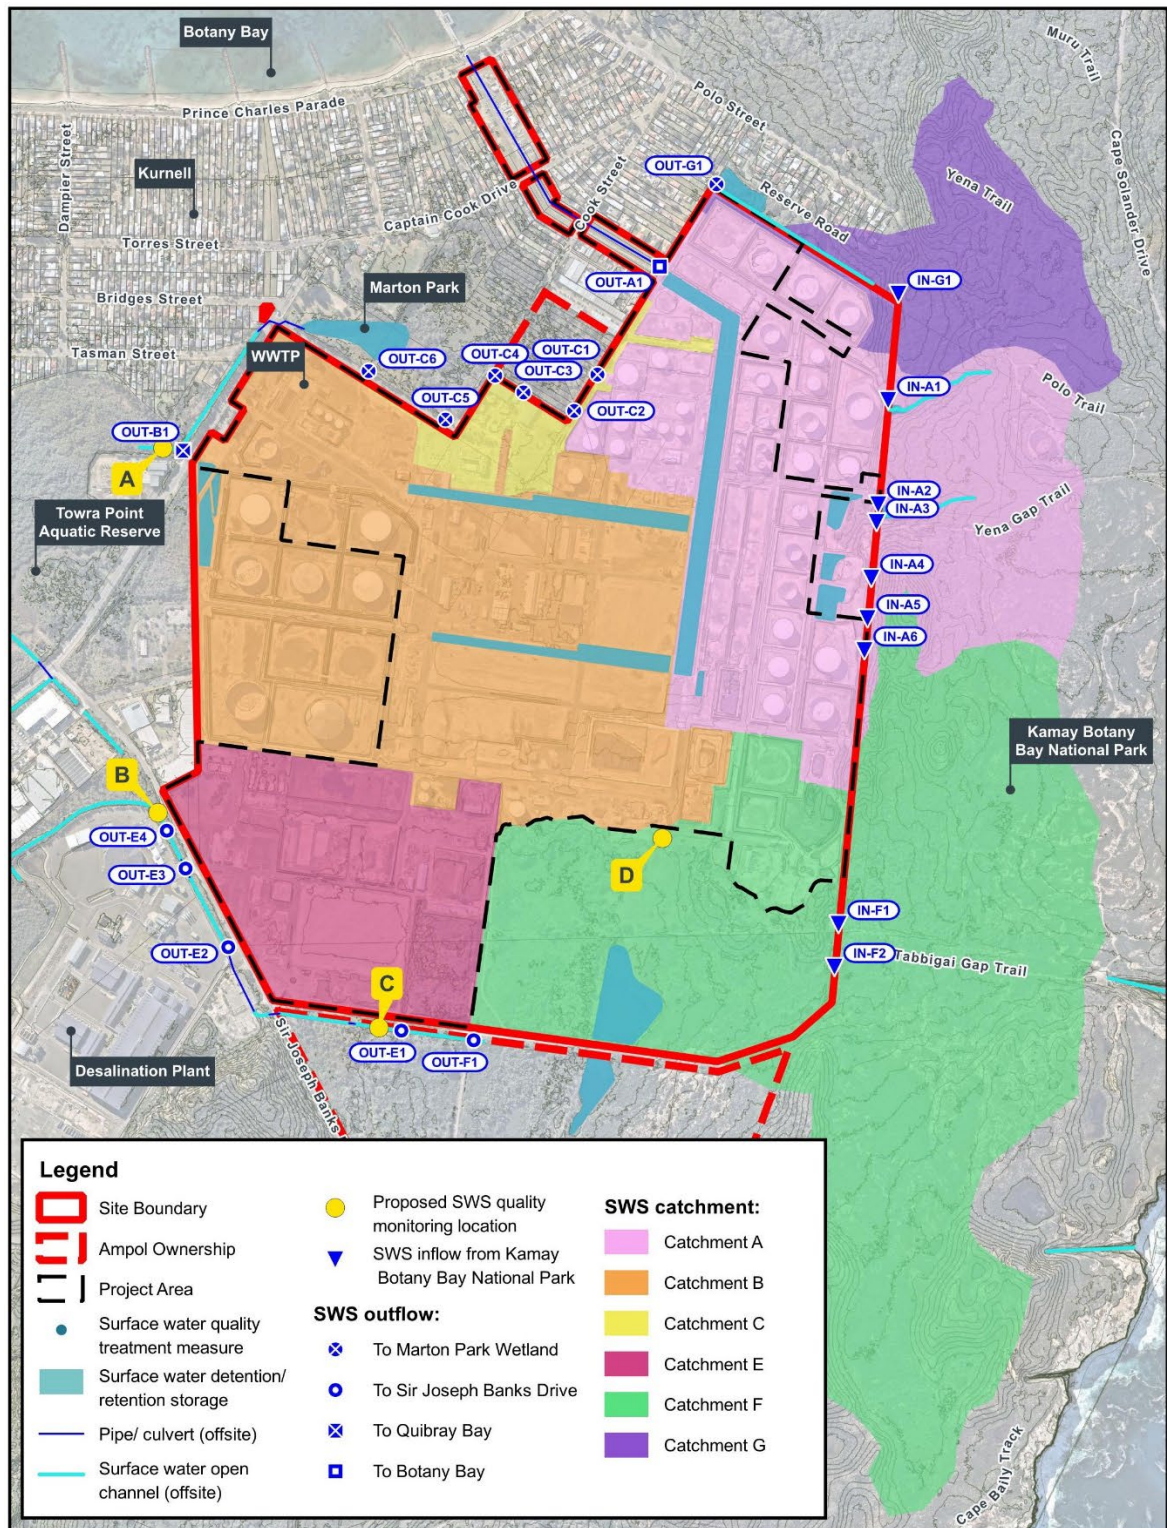 Botany Bay
Muru Trail
Prince Charles Parade
Polo Street
Cape Solander Drive
Dampier Street
Kurnell
OUT-G1
Yena Trail
Captain Cook Drive
Cook Street
Reserve Road
Torres Street
IN-G1
OUT-A1
Bridges Street
Marton Park
Tasman Street
WWTP
OUT-C6
OUT-C4
OUT-C1
OUT-C3
IN-A1
Polo Trail
OUT-C5
OUT-C2
OUT-B1
A
IN-A2
IN-A3
Yena Gap Trail
Towra Point
Aquatic Reserve
IN-A4
IN-A5
IN-A6
Kamay Botany
Bay National Park
B
OUT-E4
OUT-E3
D
IN-F1
OUT-E2
IN-F2
Tabbigai Gap Trail
C
OUT-E1
OUT-F1
Desalination Plant
Sir Joseph Banks
Legend
Site Boundary
Ampol Ownership
Project Area
Surface water quality
treatment measure
Surface water detention/
retention storage
Pipe/ culvert (offsite)
Surface water open
channel (offsite)
Proposed SWS quality
monitoring location
SWS inflow from Kamay
Botany Bay National Park
SWS outflow:
To Marton Park Wetland
To Sir Joseph Banks Drive
To Quibray Bay
To Botany Bay
SWS catchment:
Catchment A
Catchment B
Catchment C
Catchment E
Catchment F
Catchment G
Cape Baily Track